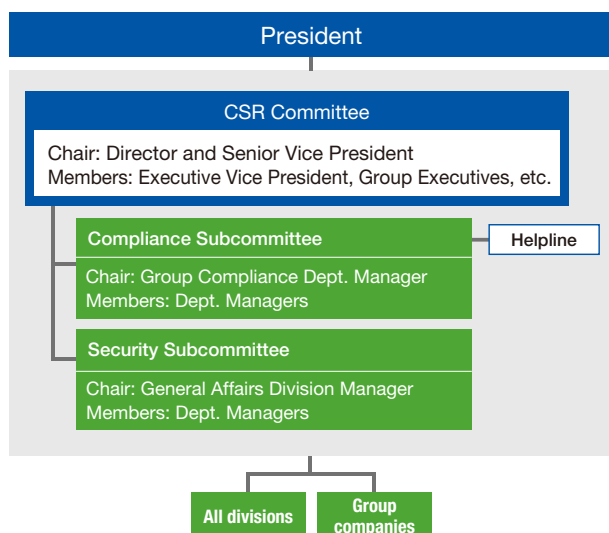 President
CSR Committee
Chair: Director and Senior Vice President
Members: Executive Vice President, Group Executives, etc.
Compliance Subcommittee
Helpline
Chair: Group Compliance Dept. Manager
Members: Dept. Managers
Security Subcommittee
Chair: General Affairs Division Manager
Members: Dept. Managers
All divisions
Group
companies